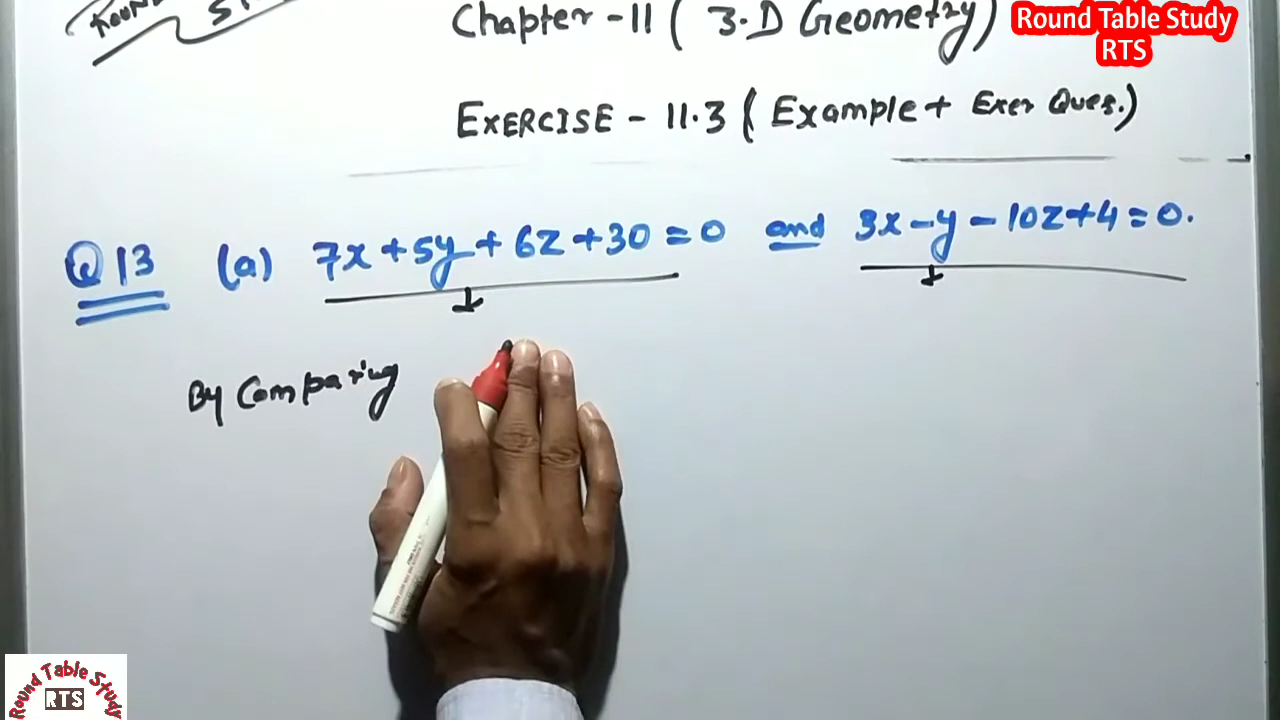 Chapter - 11 ( 3-D Geometry)
Round Table Study
RTS
EXERCISE - 11.3 ( Example + Exer Ques.)
Q 13 (a) 7x + 5y + 6z + 30 = 0 and 3x - y - 10z + 4 = 0.
By Comparing
Round Table Study
RTS